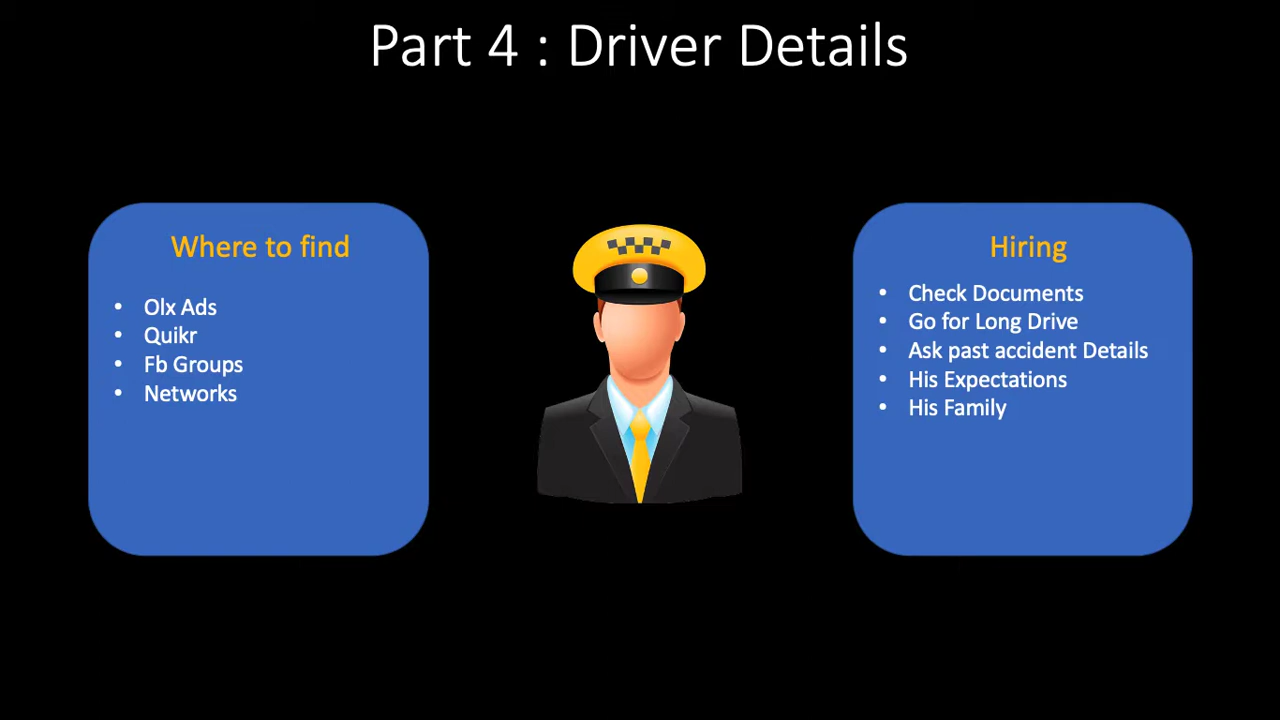 Part 4 : Driver Details
Where to find
• Olx Ads
• Quikr
• Fb Groups
• Networks
Hiring
• Check Documents
• Go for Long Drive
• Ask past accident Details
• His Expectations
• His Family